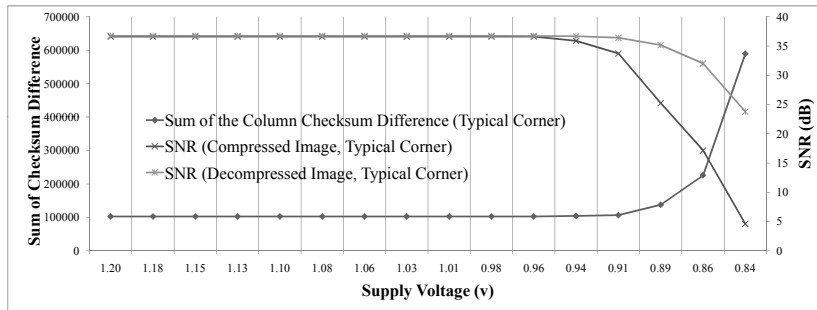 700000
600000
500000
400000
300000
200000
100000
0
Sum of Checksum Difference
40
35
30
25
20
15
10
5
0
SNR (dB)
Sum of the Column Checksum Difference (Typical Corner)
SNR (Compressed Image, Typical Corner)
SNR (Decompressed Image, Typical Corner)
1.20 1.18 1.15 1.13 1.10 1.08 1.06 1.03 1.01 0.98 0.96 0.94 0.91 0.89 0.86 0.84
Supply Voltage (v)